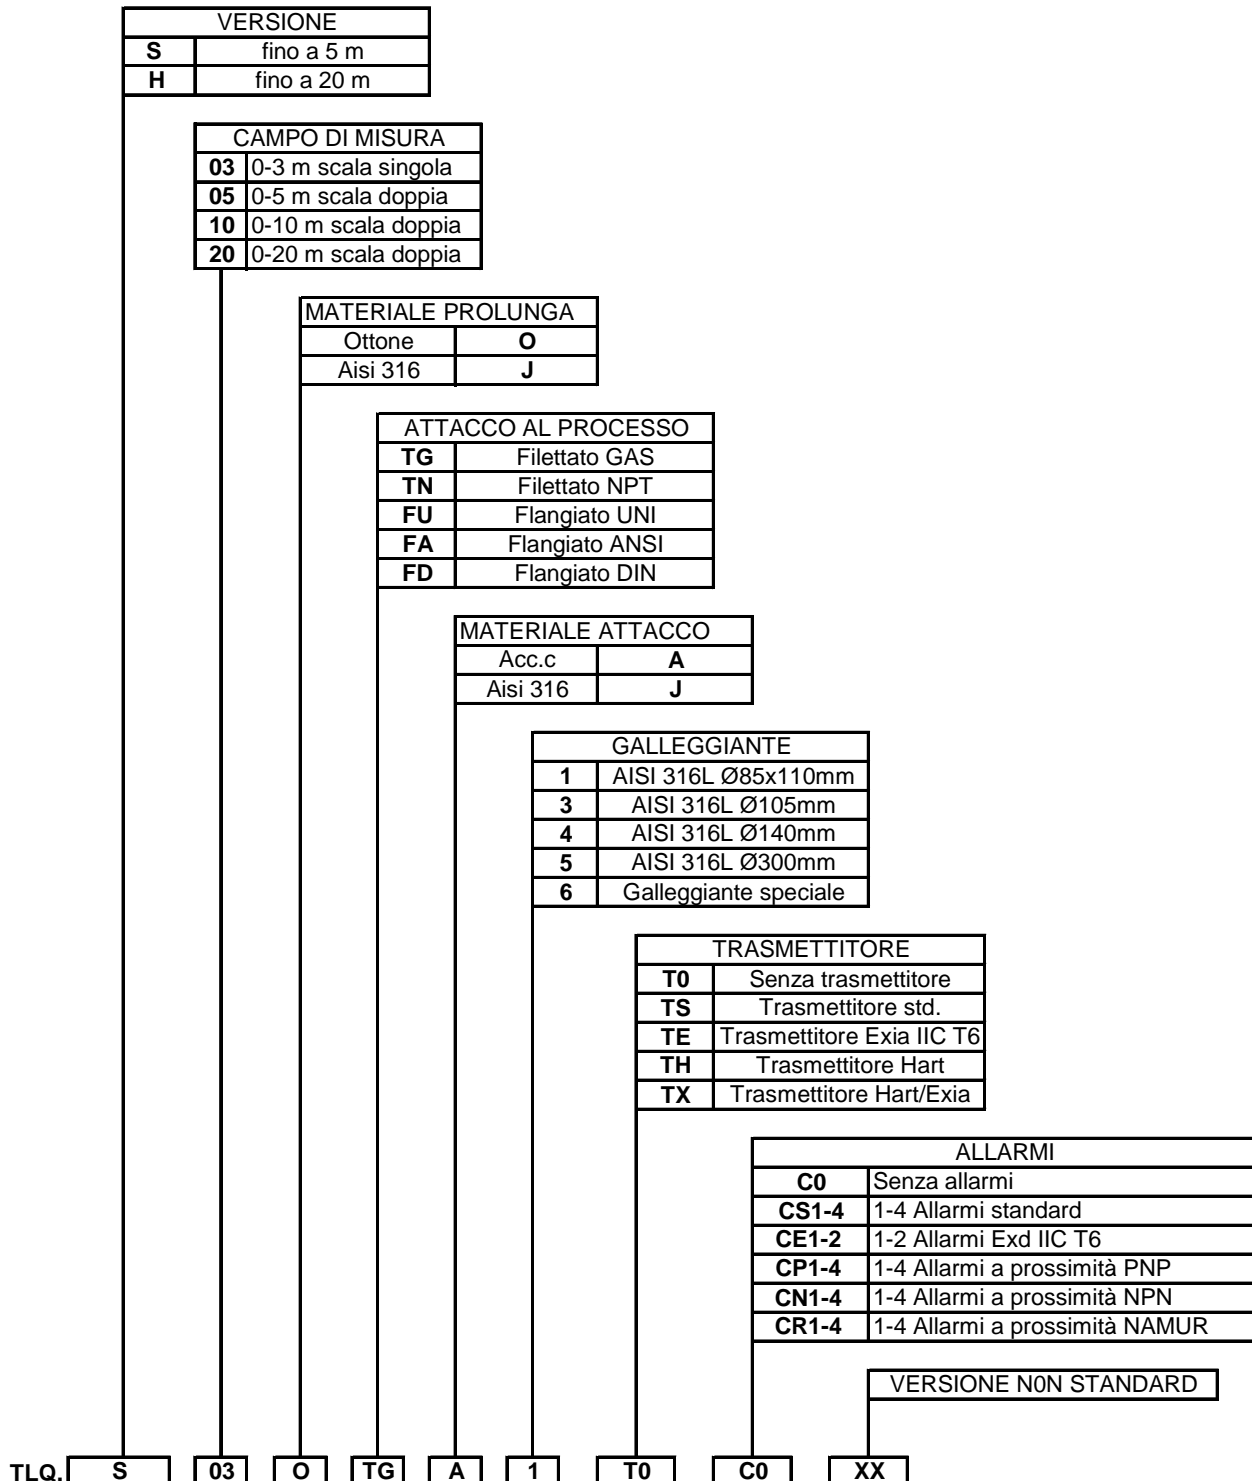 VERSIONE
S fino a 5 m
H fino a 20 m
CAMPO DI MISURA
03 0-3 m scala singola
05 0-5 m scala doppia
10 0-10 m scala doppia
20 0-20 m scala doppia
MATERIALE PROLUNGA
Ottone O
Aisi 316 J
ATTACCO AL PROCESSO
TG Filettato GAS
TN Filettato NPT
FU Flangiato UNI
FA Flangiato ANSI
FD Flangiato DIN
MATERIALE ATTACCO
Acc.c A
Aisi 316 J
GALLEGGIANTE
1 AISI 316L Ø85x110mm
3 AISI 316L Ø105mm
4 AISI 316L Ø140mm
5 AISI 316L Ø300mm
6 Galleggiante speciale
TRASMETTITORE
T0 Senza trasmettitore
TS Trasmettitore std.
TE Trasmettitore Exia IIC T6
TH Trasmettitore Hart
TX Trasmettitore Hart/Exia
ALLARMI
C0 Senza allarmi
CS1-4 1-4 Allarmi standard
CE1-2 1-2 Allarmi Exd IIC T6
CP1-4 1-4 Allarmi a prossimità PNP
CN1-4 1-4 Allarmi a prossimità NPN
CR1-4 1-4 Allarmi a prossimità NAMUR
VERSIONE N0N STANDARD
TLQ. S 03 O TG A 1 T0 C0 XX